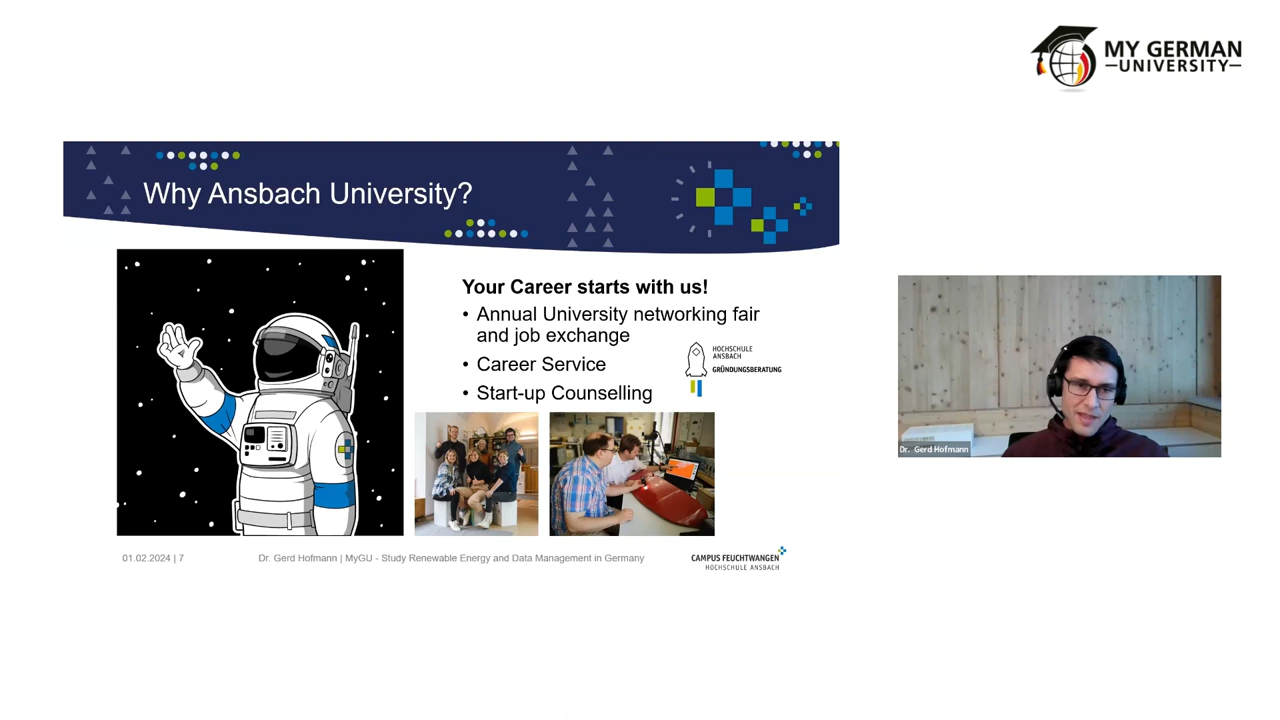 MY GERMAN
UNIVERSITY
Why Ansbach University?
Your Career starts with us!
• Annual University networking fair
and job exchange
• Career Service
• Start-up Counselling
HOCHSCHULE
ANSBACH
GRÜNDUNGSBERATUNG
Dr. Gerd Hofmann
01.02.2024 | 7
Dr. Gerd Hofmann | MyGU - Study Renewable Energy and Data Management in Germany
CAMPUS FEUCHTWANGEN
HOCHSCHULE ANSBACH